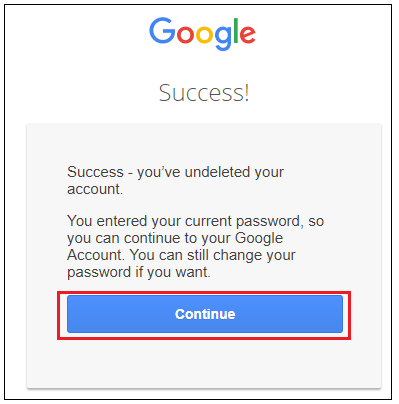 Google
Success!
Success - you’ve undeleted your
account.
You entered your current password, so
you can continue to your Google
Account. You can still change your
password if you want.
Continue